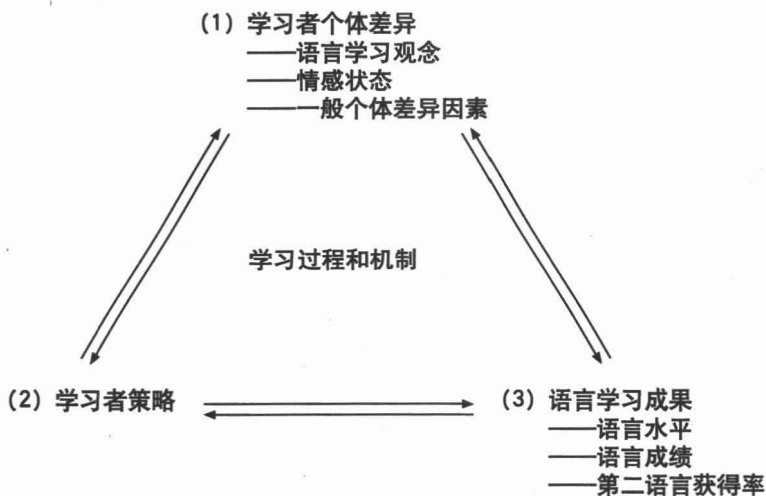 (1) 学习者个体差异
——语言学习观念
——情感状态
——一般个体差异因素
学习过程和机制
(2) 学习者策略
(3) 语言学习成果
——语言水平
——语言成绩
——第二语言获得率